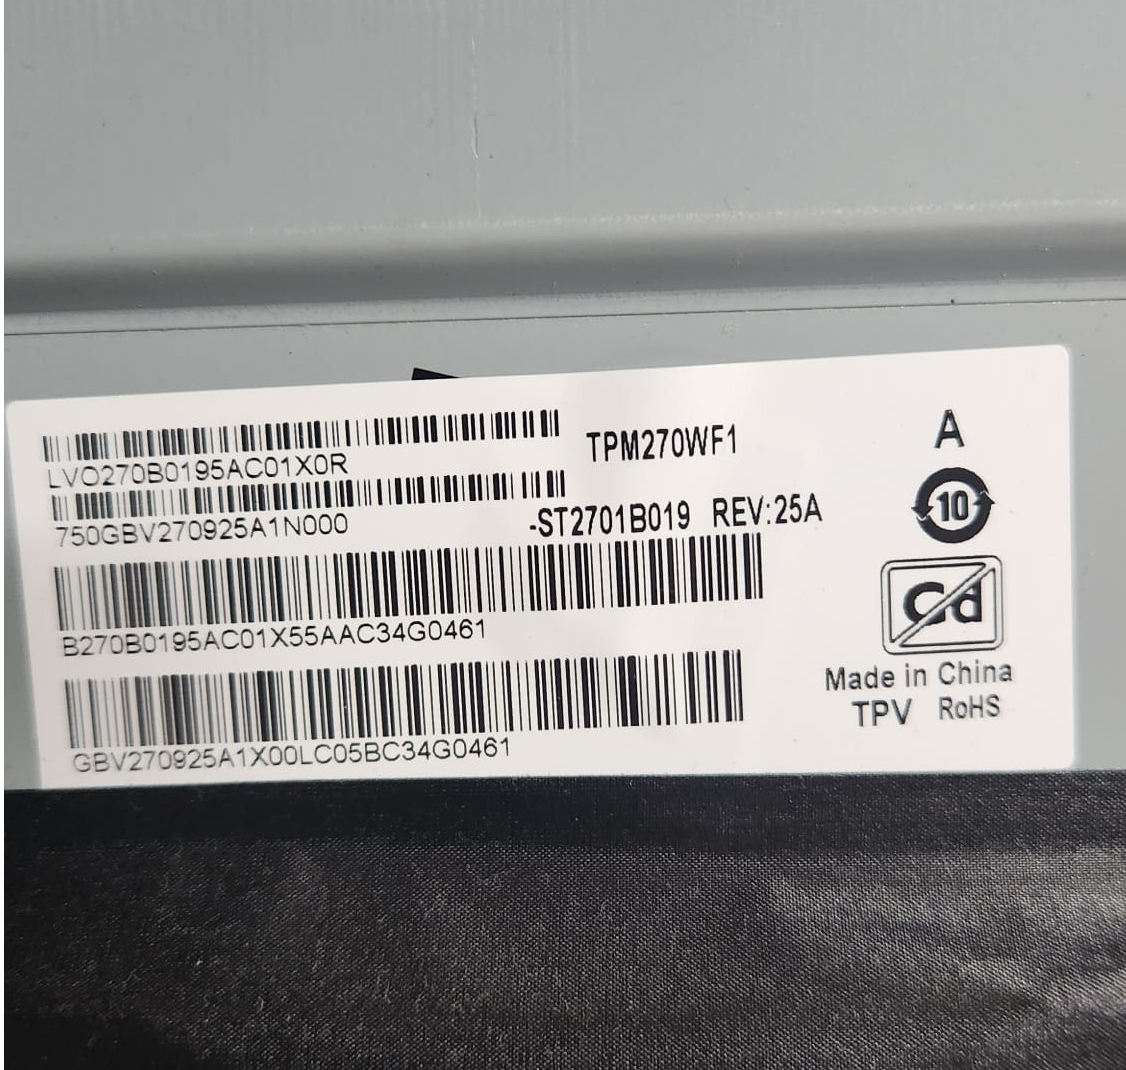 LVO270B0195AC01X0R
TPM270WF1
750GBV270925A1N000
-ST2701B019 REV:25A
B270B0195AC01X55AAC34G0461
GBV270925A1X00LC05BC34G0461
A
10
Cd
Made in China
TPV RoHS